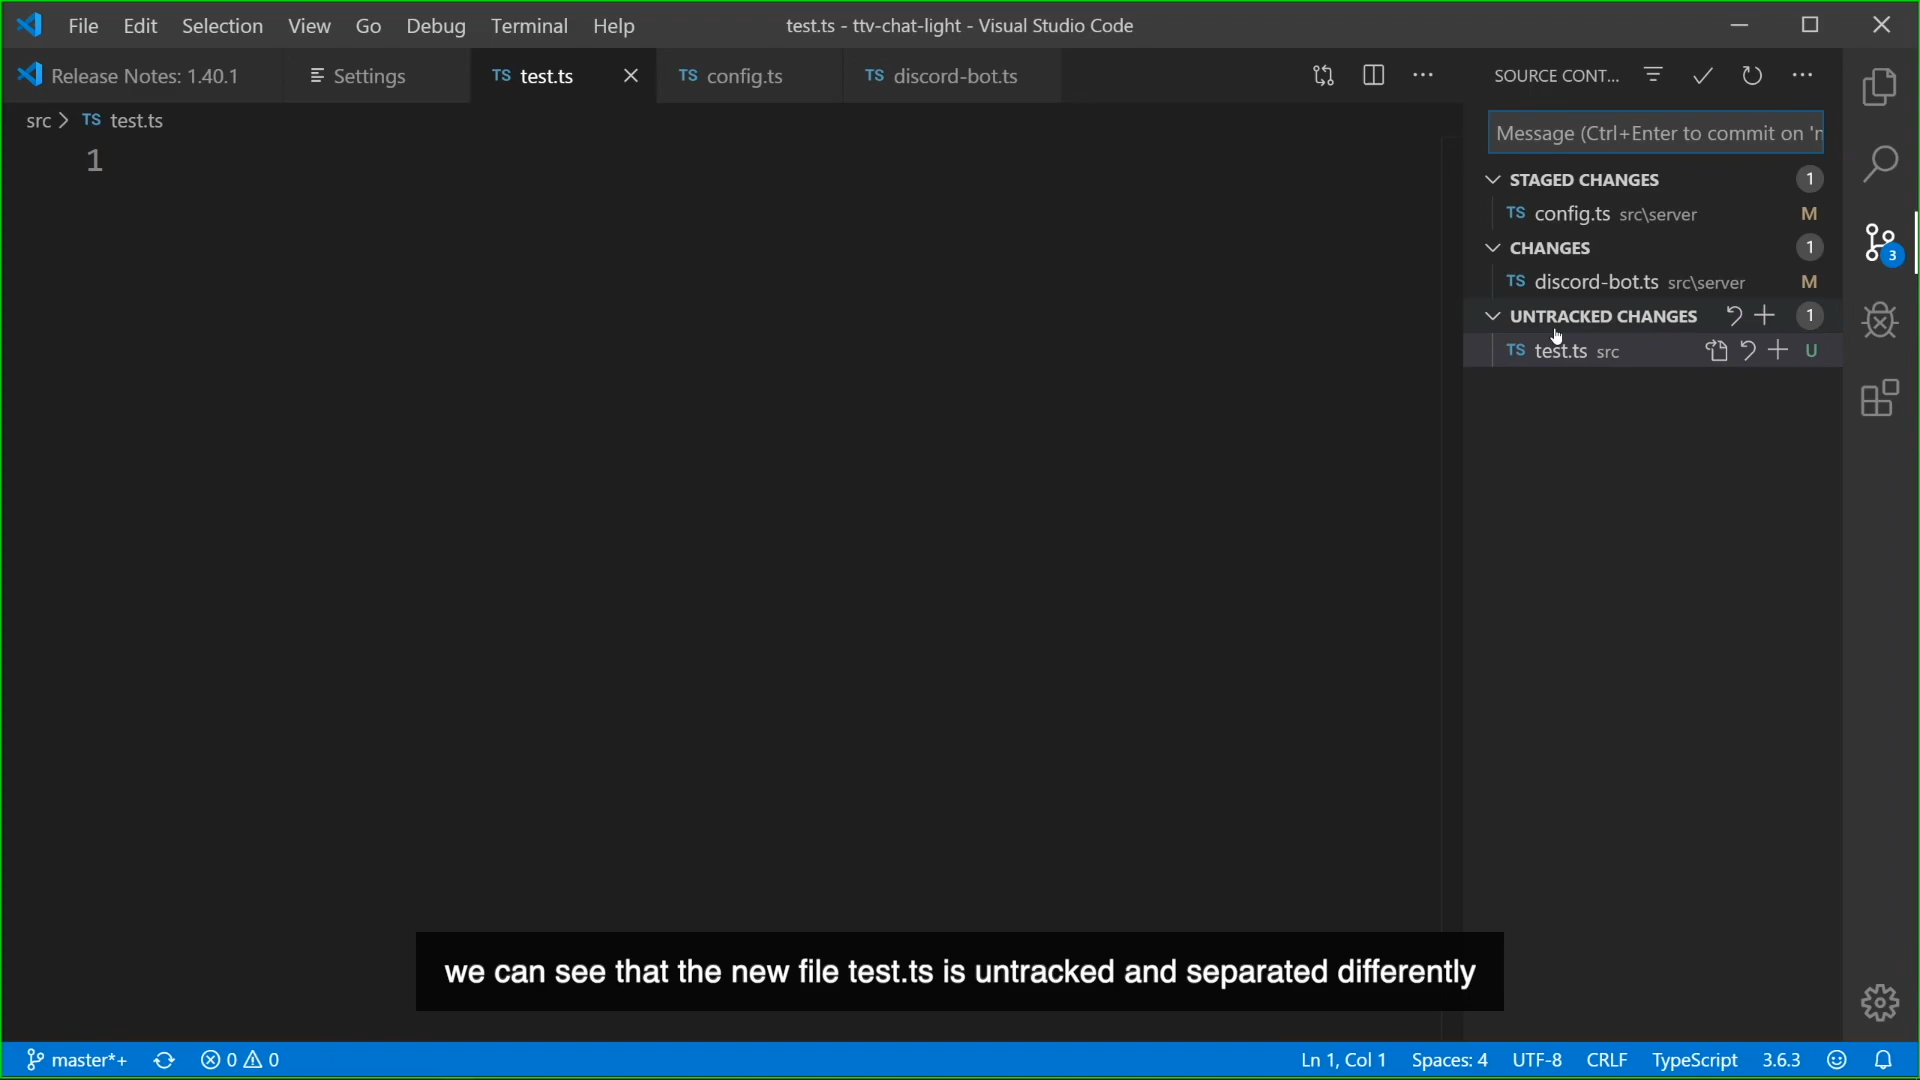 File Edit Selection View Go Debug Terminal Help
test.ts - ttv-chat-light - Visual Studio Code
Release Notes: 1.40.1
Settings
TS test.ts
TS config.ts
TS discord-bot.ts
SOURCE CONT...
src > TS test.ts
1
Message (Ctrl+Enter to commit on 'm
STAGED CHANGES 1
TS config.ts src\server M
CHANGES 1
TS discord-bot.ts src\server M
UNTRACKED CHANGES 1
TS test.ts src U
3
we can see that the new file test.ts is untracked and separated differently
master*+ 0 0
Ln 1, Col 1 Spaces: 4 UTF-8 CRLF TypeScript 3.6.3